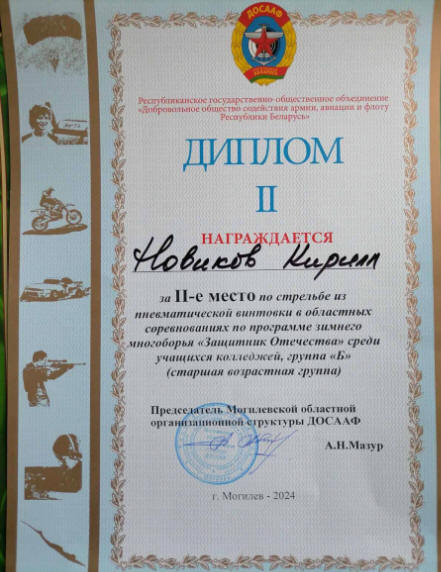 ДОСААФ
Республиканское государственно-общественное объединение
«Добровольное общество содействия армии, авиации и флоту
Республики Беларусь»
ДИПЛОМ
II
НАГРАЖДАЕТСЯ
Новиков Кирилл
за II-е место по стрельбе из
пневматической винтовки в областных
соревнованиях по программе зимнего
многоборья «Защитник Отечества» среди
учащихся колледжей, группа «Б»
(старшая возрастная группа)
Председатель Могилевской областной
организационной структуры ДОСААФ
А.Н.Мазур
г. Могилев - 2024